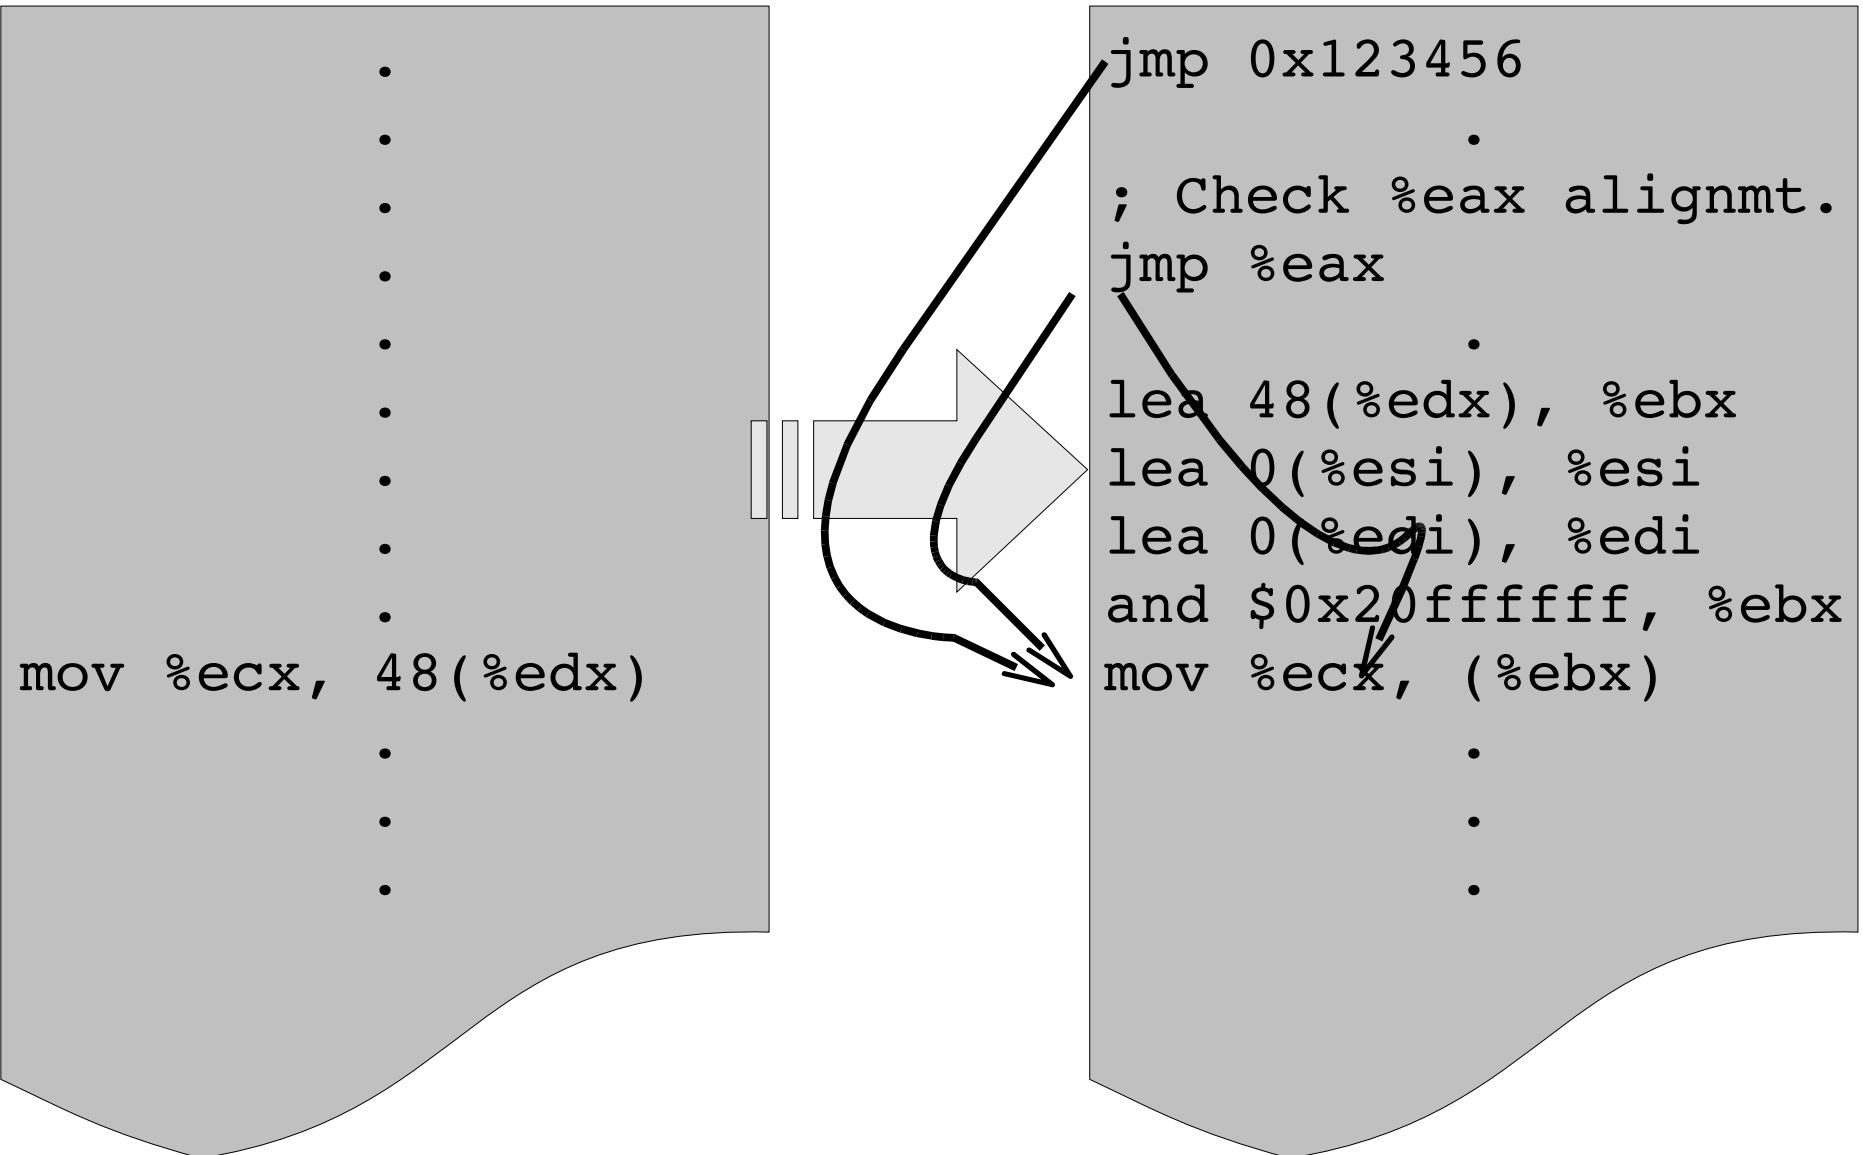 .
.
.
.
.
.
.
.
.
mov %ecx, 48(%edx)
.
.
.
jmp 0x123456
.
; Check %eax alignmt.
jmp %eax
.
lea 48(%edx), %ebx
lea 0(%esi), %esi
lea 0(%edi), %edi
and $0x20ffffff, %ebx
mov %ecx, (%ebx)
.
.
.